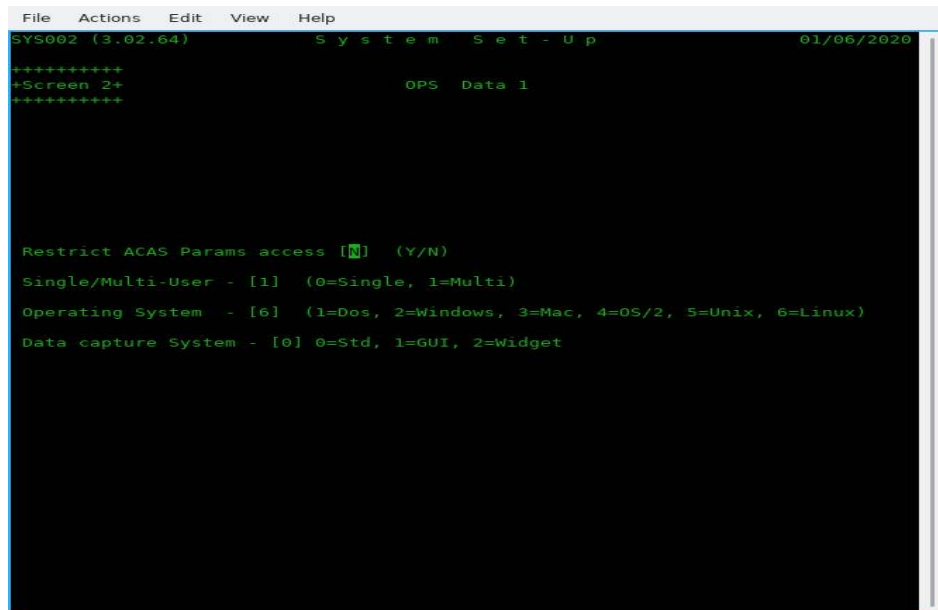 File Actions Edit View Help
SYS002 (3.02.64) S y s t e m S e t - U p 01/06/2020
++++++++++
+Screen 2+ OPS Data 1
++++++++++
Restrict ACAS Params access [N] (Y/N)
Single/Multi-User - [1] (0=Single, 1=Multi)
Operating System - [6] (1=Dos, 2=Windows, 3=Mac, 4=OS/2, 5=Unix, 6=Linux)
Data capture System - [0] 0=Std, 1=GUI, 2=Widget